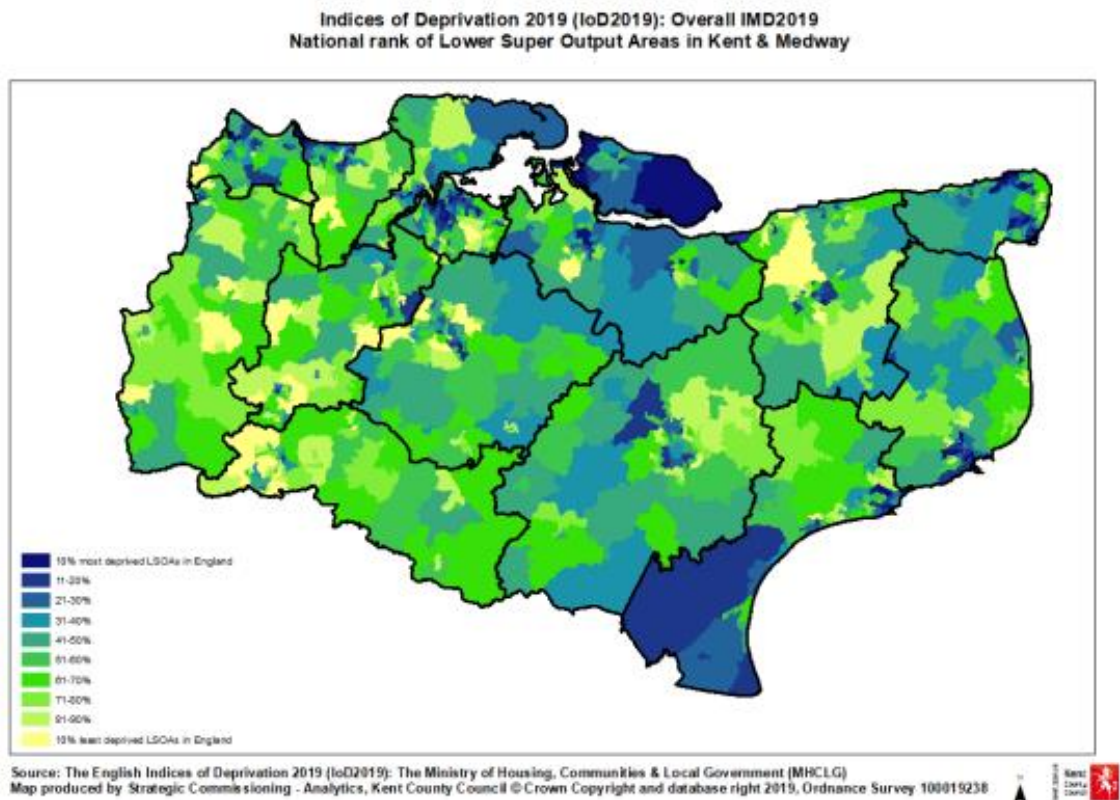 Indices of Deprivation 2019 (IoD2019): Overall IMD2019
National rank of Lower Super Output Areas in Kent & Medway
10% most deprived LSOAs in England
11-20%
21-30%
31-40%
41-50%
51-60%
61-70%
71-80%
81-90%
10% least deprived LSOAs in England
Source: The English Indices of Deprivation 2019 (IoD2019): The Ministry of Housing, Communities & Local Government (MHCLG)
Map produced by Strategic Commissioning - Analytics, Kent County Council © Crown Copyright and database right 2019, Ordnance Survey 100019238
Kent
County
Council